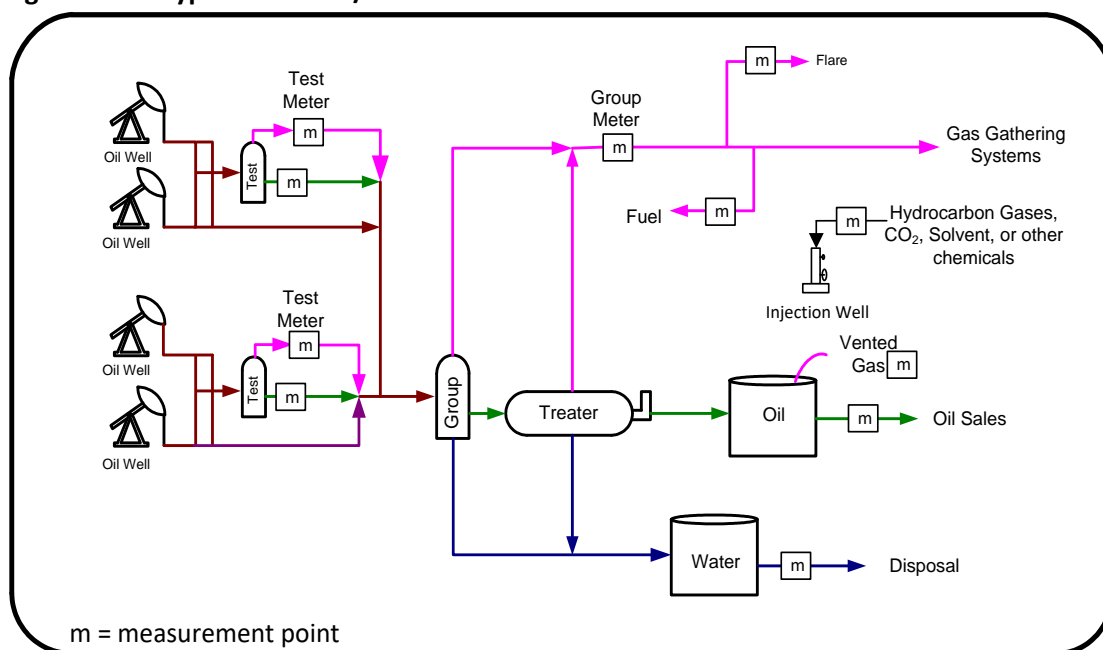 Test
Meter
m
Oil Well
Test
m
Oil Well
Test
Meter
m
Oil Well
Test
m
Oil Well
Group
Meter
m
m
Flare
Gas Gathering
Systems
Fuel
m
m
Hydrocarbon Gases,
CO₂, Solvent, or other
chemicals
Injection Well
Group
Treater
Vented
Gas
m
Oil
m
Oil Sales
Water
m
Disposal
m = measurement point